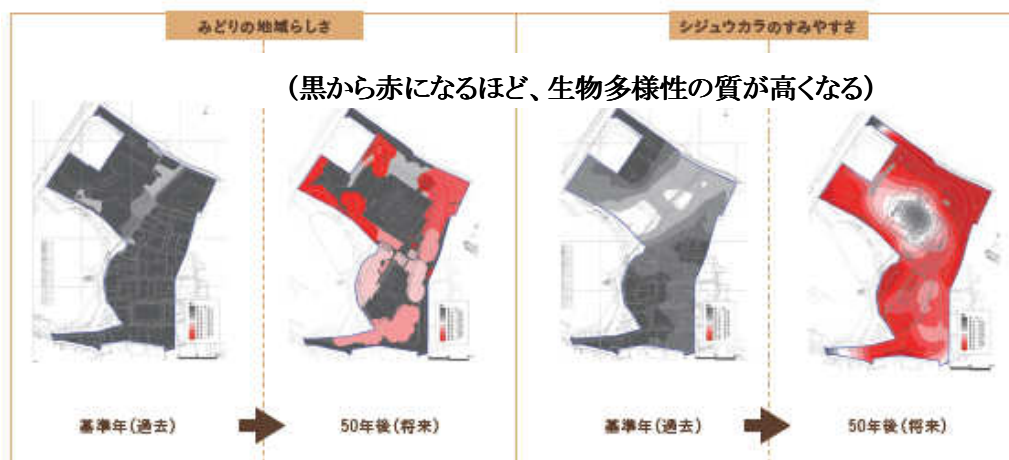 みどりの地域らしさ
シジュウカラのすみやすさ
（黒から赤になるほど、生物多様性の質が高くなる）
基準年（過去）
50年後（将来）
基準年（過去）
50年後（将来）